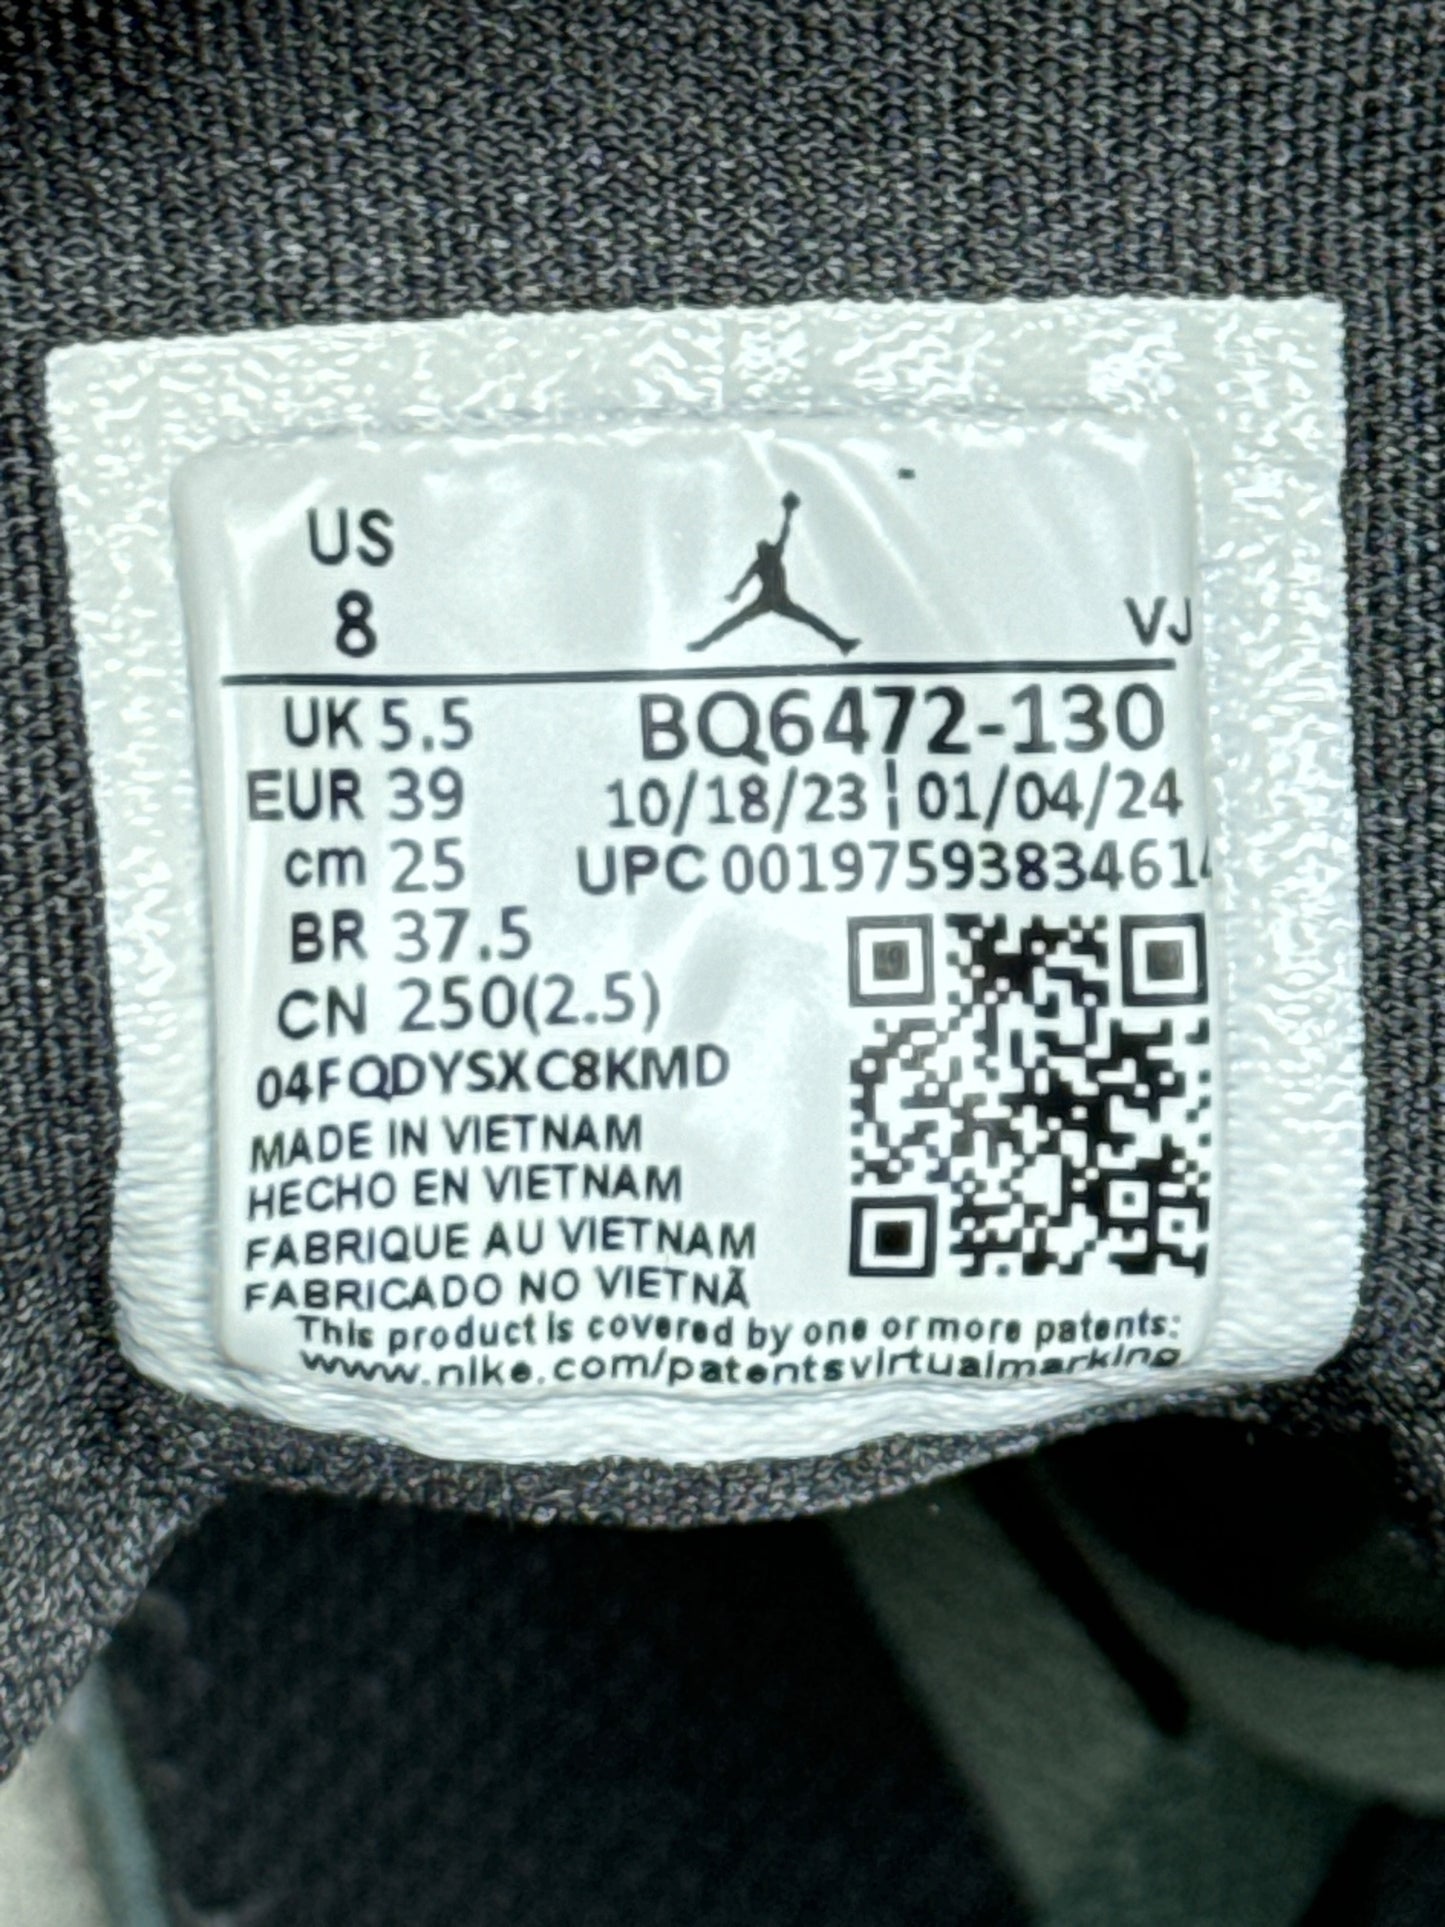 US
8
VJ
UK 5.5
BQ6472-130
EUR 39
10/18/23 | 01/04/24
cm 25
UPC 00197593834614
BR 37.5
CN 250(2.5)
04FQDYSXC8KMD
MADE IN VIETNAM
HECHO EN VIETNAM
FABRIQUE AU VIETNAM
FABRICADO NO VIETNÃ
This product is covered by one or more patents:
www.nike.com/patentsvirtualmarking